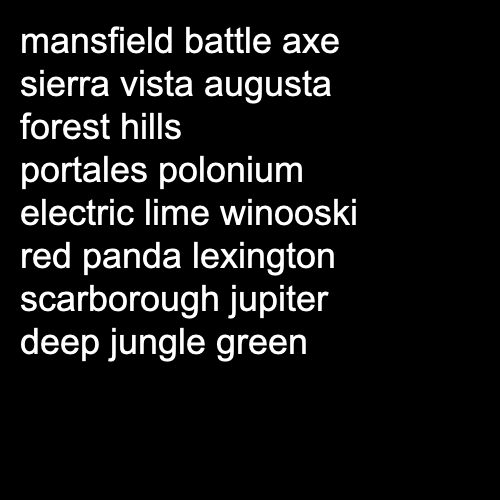 mansfield battle axe
sierra vista augusta
forest hills
portales polonium
electric lime winooski
red panda lexington
scarborough jupiter
deep jungle green